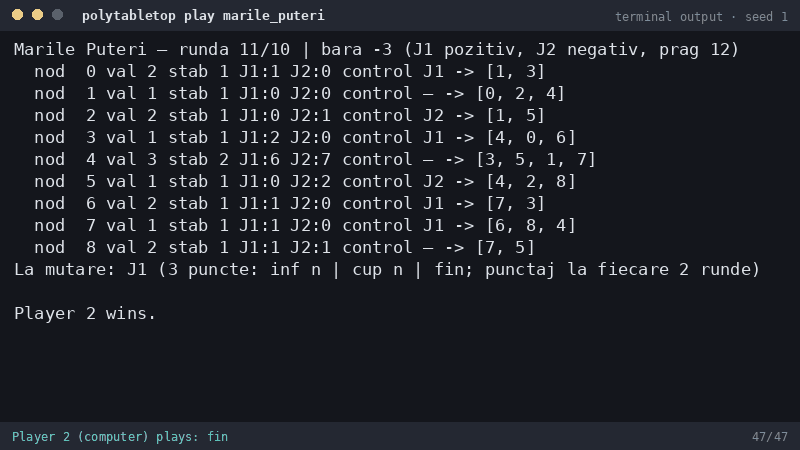 polytabletop play marile_puteri
terminal output · seed 1
Marile Puteri — runda 11/10 | bara -3 (J1 pozitiv, J2 negativ, prag 12)
nod 0 val 2 stab 1 J1:1 J2:0 control J1 -> [1, 3]
nod 1 val 1 stab 1 J1:0 J2:0 control — -> [0, 2, 4]
nod 2 val 2 stab 1 J1:0 J2:1 control J2 -> [1, 5]
nod 3 val 1 stab 1 J1:2 J2:0 control J1 -> [4, 0, 6]
nod 4 val 3 stab 2 J1:6 J2:7 control — -> [3, 5, 1, 7]
nod 5 val 1 stab 1 J1:0 J2:2 control J2 -> [4, 2, 8]
nod 6 val 2 stab 1 J1:1 J2:0 control J1 -> [7, 3]
nod 7 val 1 stab 1 J1:1 J2:0 control J1 -> [6, 8, 4]
nod 8 val 2 stab 1 J1:1 J2:1 control — -> [7, 5]
La mutare: J1 (3 puncte: inf n | cup n | fin; punctaj la fiecare 2 runde)
Player 2 wins.
Player 2 (computer) plays: fin
47/47